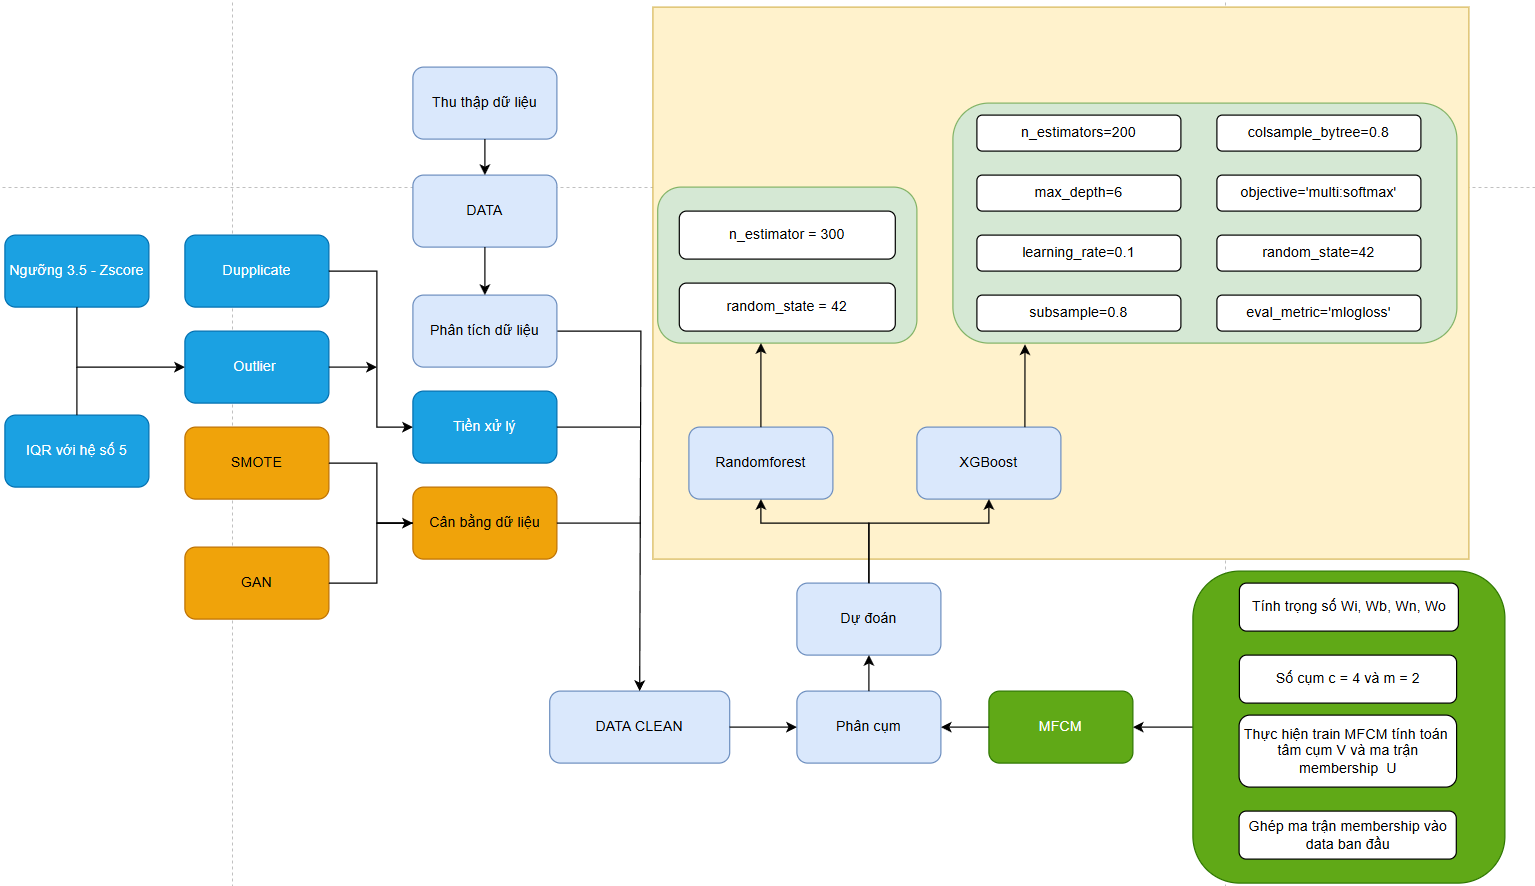 Thu thập dữ liệu
DATA
Phân tích dữ liệu
Tiền xử lý
Cân bằng dữ liệu
Ngưỡng 3.5 - Zscore
IQR với hệ số 5
Dupplicate
Outlier
SMOTE
GAN
n_estimator = 300
random_state = 42
n_estimators=200
max_depth=6
learning_rate=0.1
subsample=0.8
colsample_bytree=0.8
objective='multi:softmax'
random_state=42
eval_metric='mlogloss'
Randomforest
XGBoost
Dự đoán
DATA CLEAN
Phân cụm
MFCM
Tính trọng số Wi, Wb, Wn, Wo
Số cụm c = 4 và m = 2
Thực hiện train MFCM tính toán
tâm cụm V và ma trận
membership U
Ghép ma trận membership vào
data ban đầu